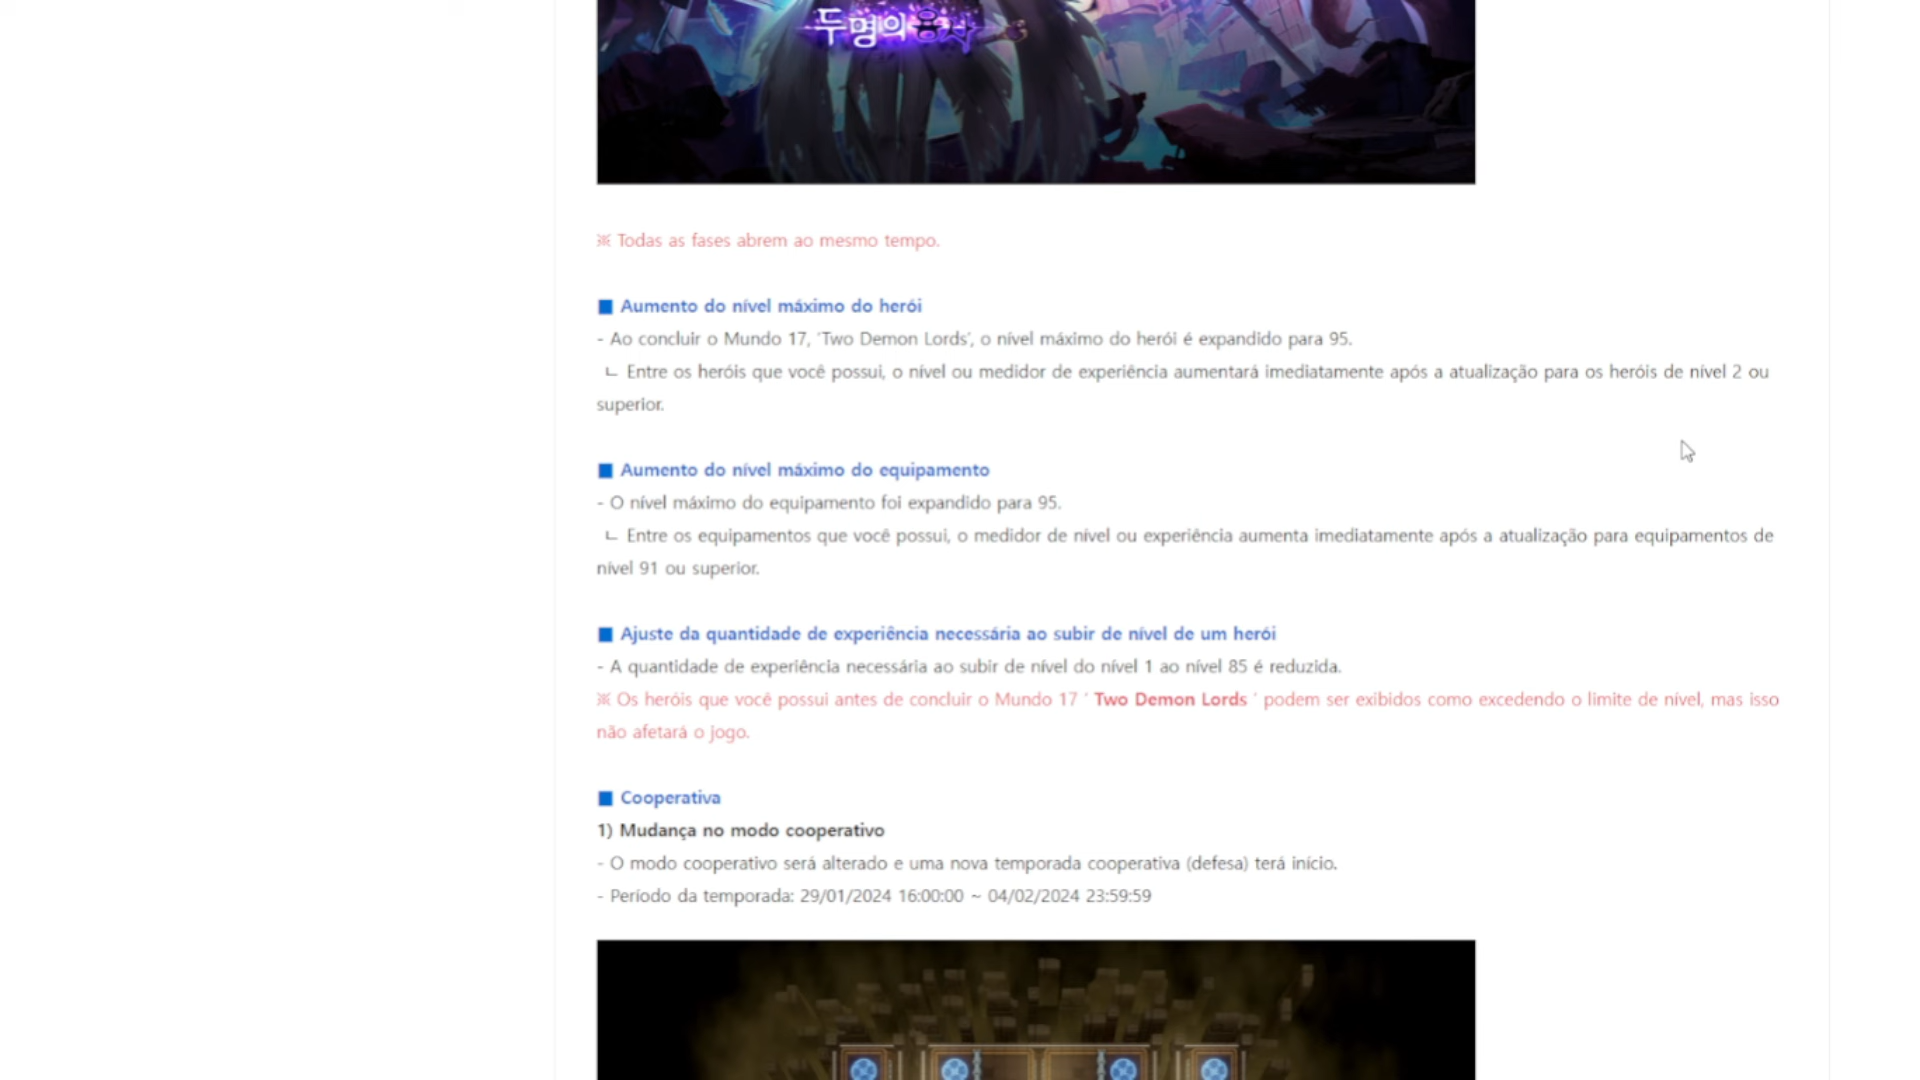 두명의용사
※ Todas as fases abrem ao mesmo tempo.
■ Aumento do nível máximo do herói
- Ao concluir o Mundo 17, 'Two Demon Lords', o nível máximo do herói é expandido para 95.
ㄴ Entre os heróis que você possui, o nível ou medidor de experiência aumentará imediatamente após a atualização para os heróis de nível 2 ou
superior.
■ Aumento do nível máximo do equipamento
- O nível máximo do equipamento foi expandido para 95.
ㄴ Entre os equipamentos que você possui, o medidor de nível ou experiência aumenta imediatamente após a atualização para equipamentos de
nível 91 ou superior.
■ Ajuste da quantidade de experiência necessária ao subir de nível de um herói
- A quantidade de experiência necessária ao subir de nível do nível 1 ao nível 85 é reduzida.
※ Os heróis que você possui antes de concluir o Mundo 17 ' Two Demon Lords ' podem ser exibidos como excedendo o limite de nível, mas isso
não afetará o jogo.
■ Cooperativa
1) Mudança no modo cooperativo
- O modo cooperativo será alterado e uma nova temporada cooperativa (defesa) terá início.
- Período da temporada: 29/01/2024 16:00:00 ~ 04/02/2024 23:59:59